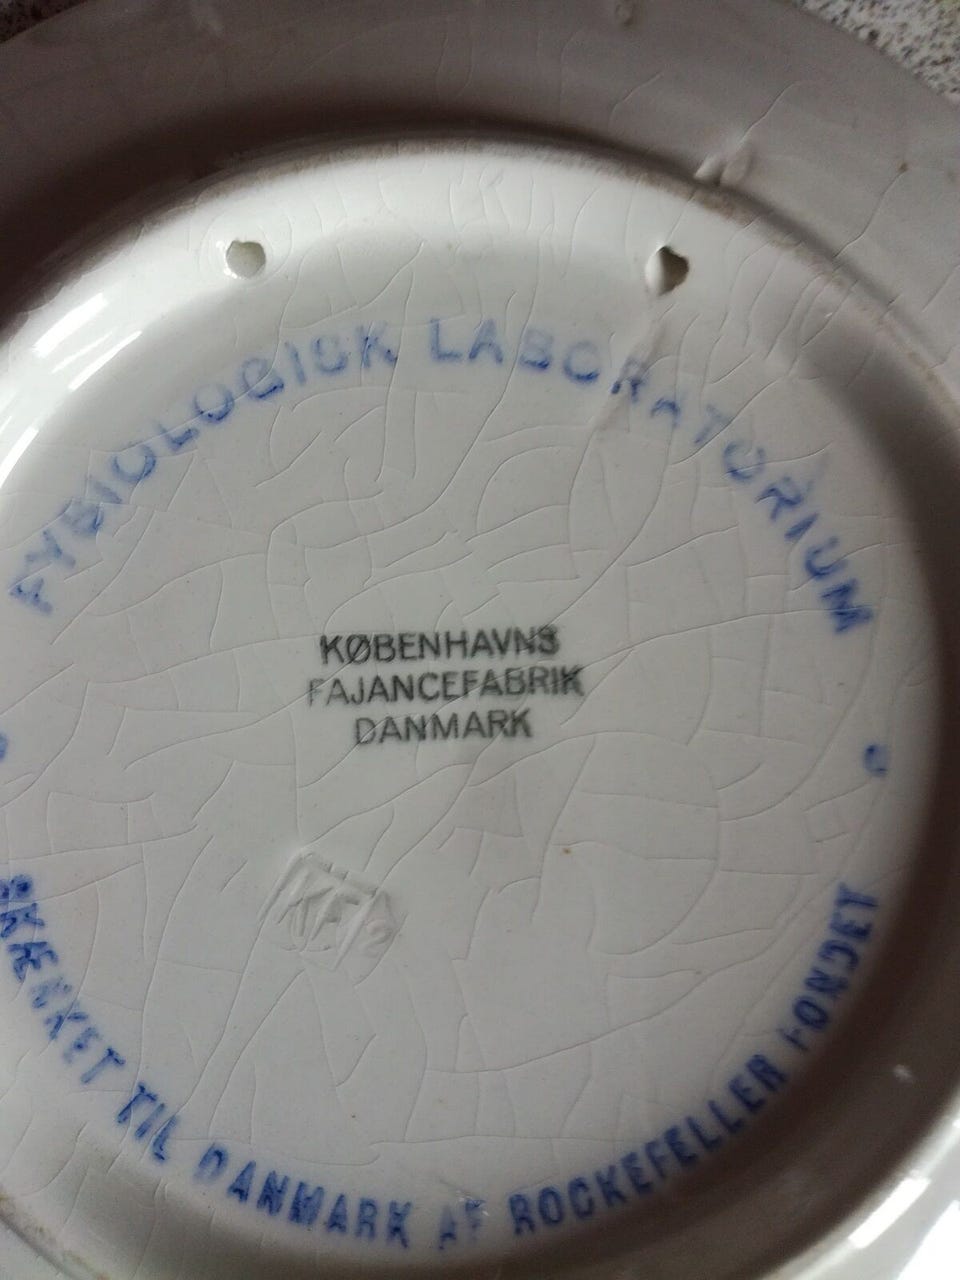 FYSIOLOGISK LABORATORIUM
KØBENHAVNS
FAJANCEFABRIK
DANMARK
KF
SKÆNKET TIL DANMARK AF ROCKEFELLER FONDET